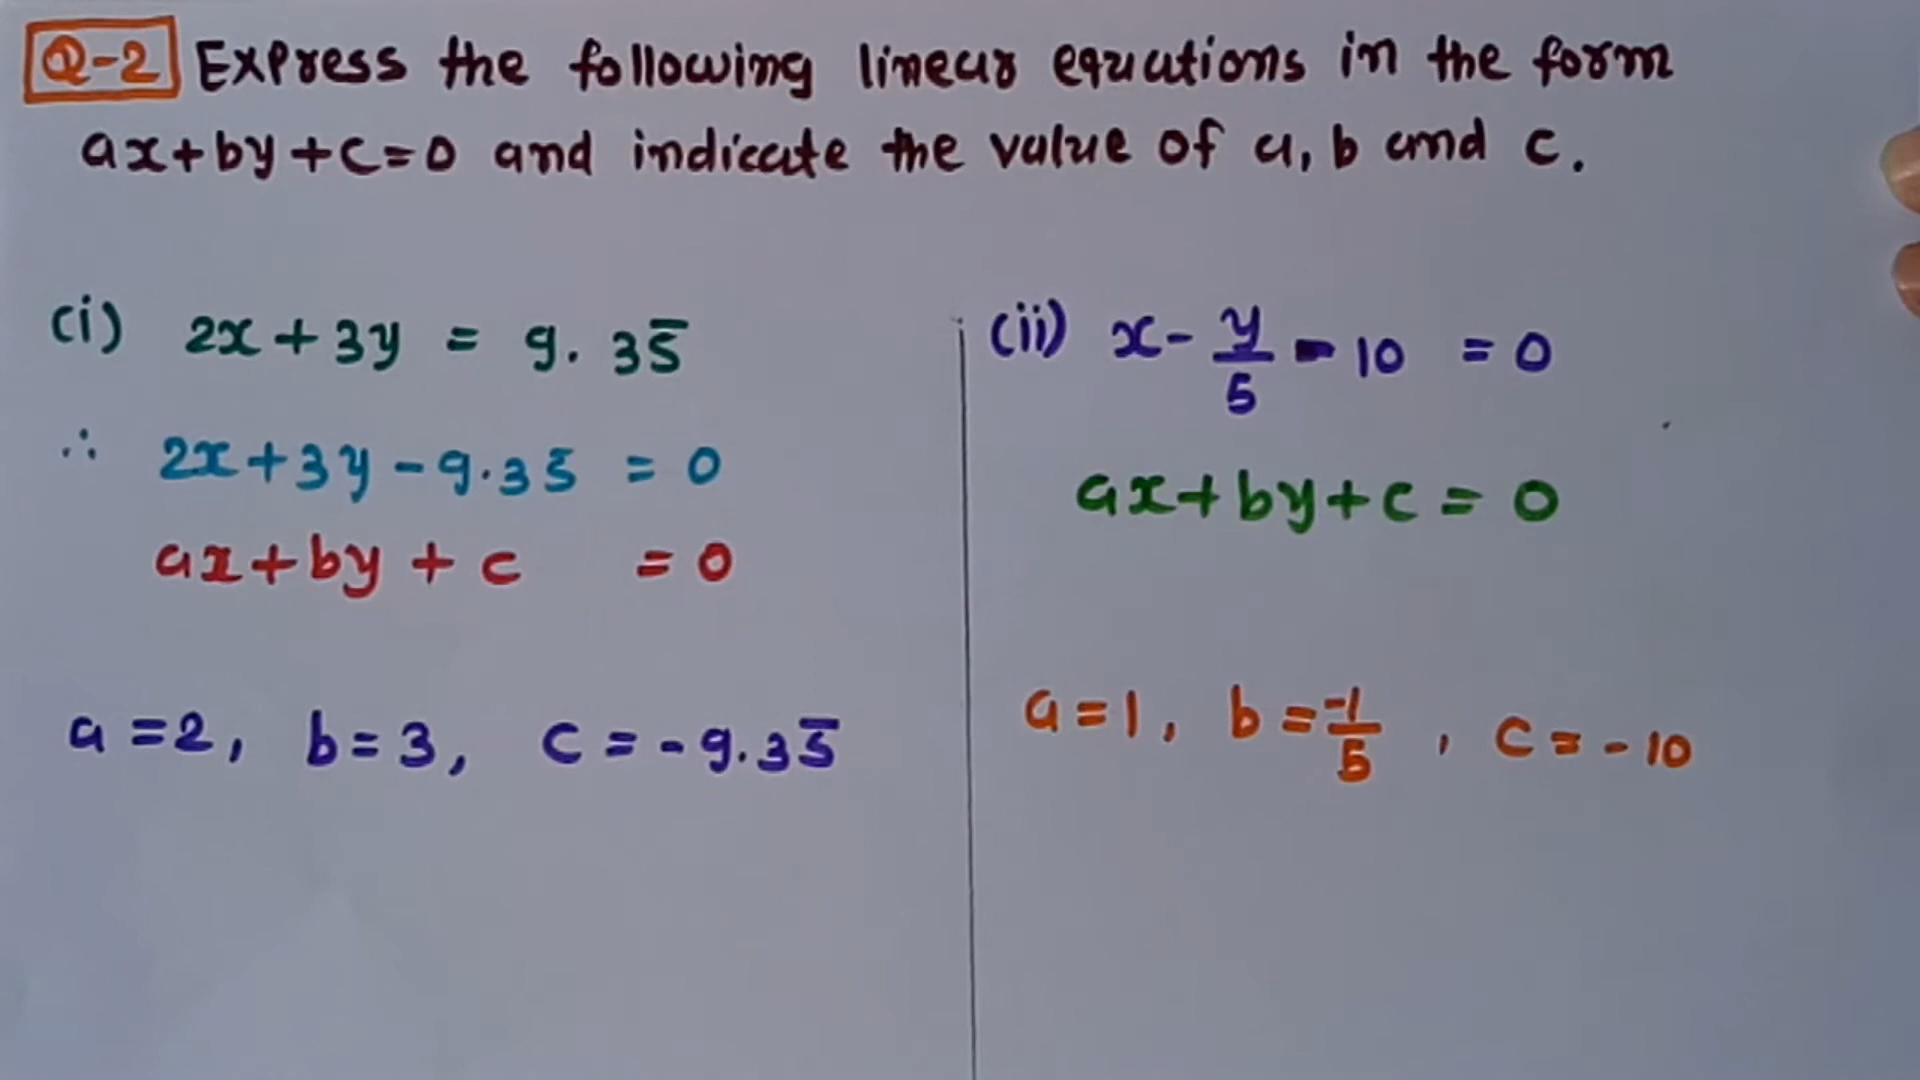 Q-2 Express the following linear equations in the form
ax+by+c=0 and indicate the value of a, b and c.
(i) 2x+3y = 9.35̅
∴ 2x+3y-9.35 = 0
ax+by+c = 0
a=2, b=3, c=-9.35̅
(ii) x-y/5-10 = 0
ax+by+c=0
a=1, b=-1/5, c=-10